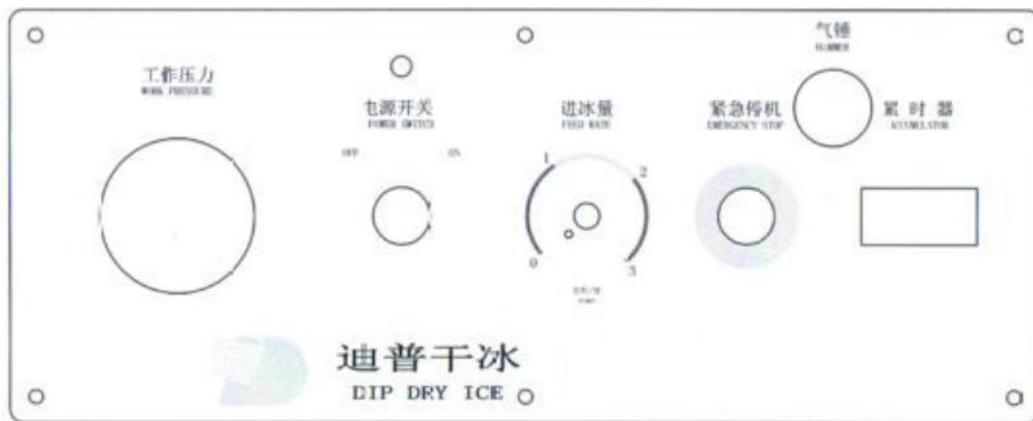 气锤
HAMMER
工作压力
WORK PRESSURE
电源开关
POWER SWITCH
OFF
ON
进冰量
FEED RATE
0
1
2
3
紧急停机
EMERGENCY STOP
累 时 器
迪普干冰
DIP DRY ICE